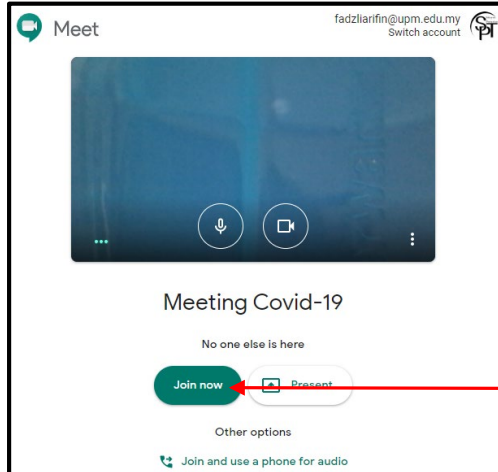 Meet
fadzliarifin@upm.edu.my
Switch account
SPPT
Meeting Covid-19
No one else is here
Join now
Present
Other options
Join and use a phone for audio